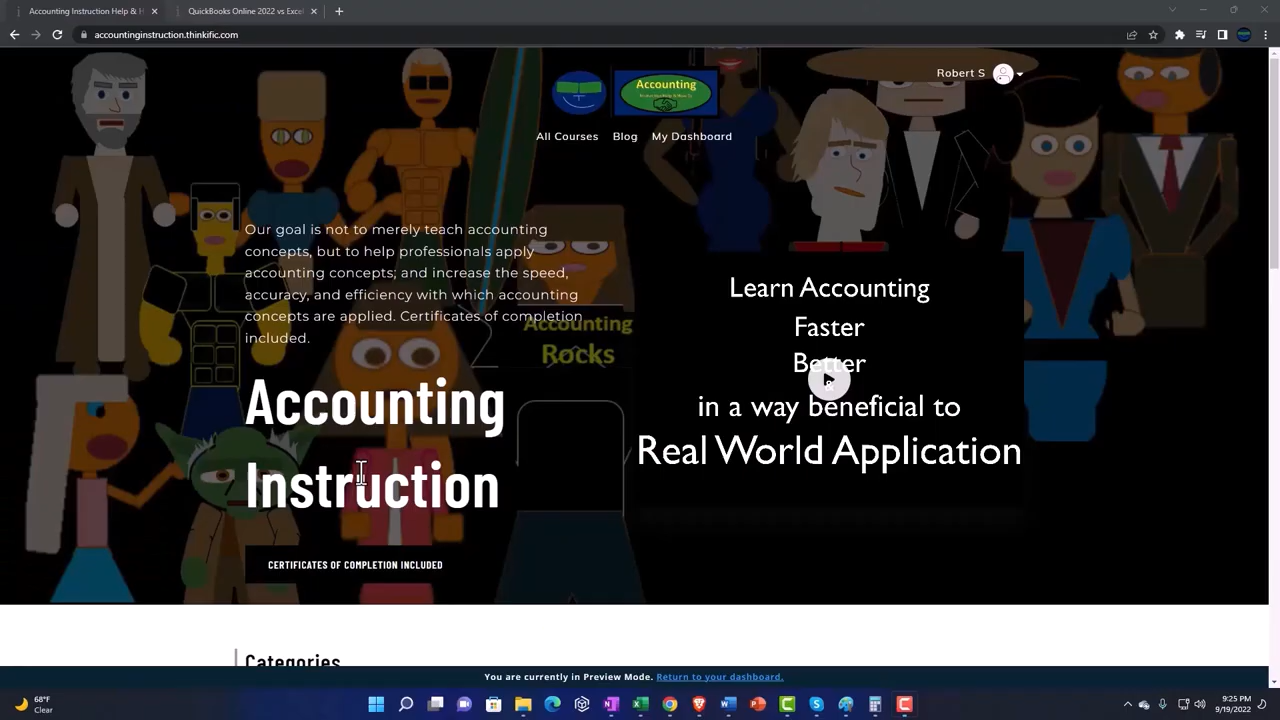 Accounting Instruction Help & H
QuickBooks Online 2022 vs Excel
accountinginstruction.thinkific.com
Robert S
Accounting
All Courses Blog My Dashboard
Our goal is not to merely teach accounting
concepts, but to help professionals apply
accounting concepts; and increase the speed,
accuracy, and efficiency with which accounting
concepts are applied. Certificates of completion
included.
Accounting
Rocks
Learn Accounting
Faster
Better
&
in a way beneficial to
Real World Application
Accounting
Instruction
CERTIFICATES OF COMPLETION INCLUDED
Categories
You are currently in Preview Mode. Return to your dashboard.
68°F
Clear
9:25 PM
9/19/2022